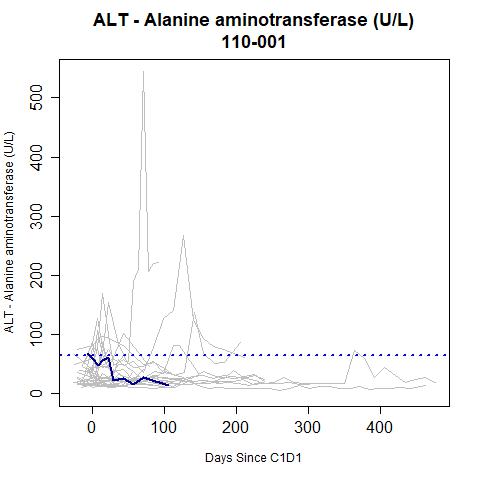 ALT - Alanine aminotransferase (U/L)
110-001
ALT - Alanine aminotransferase (U/L)
500
400
300
200
100
0
0 100 200 300 400
Days Since C1D1